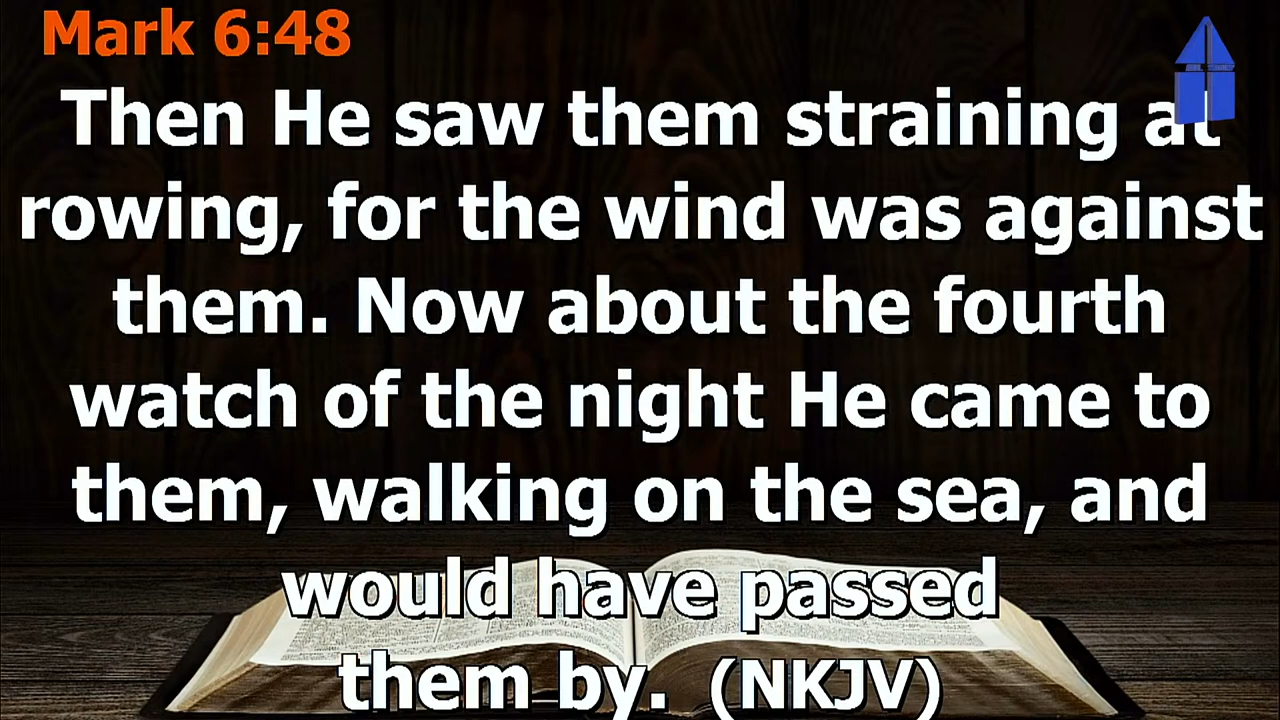 Mark 6:48
Then He saw them straining at
rowing, for the wind was against
them. Now about the fourth
watch of the night He came to
them, walking on the sea, and
would have passed
them by. (NKJV)